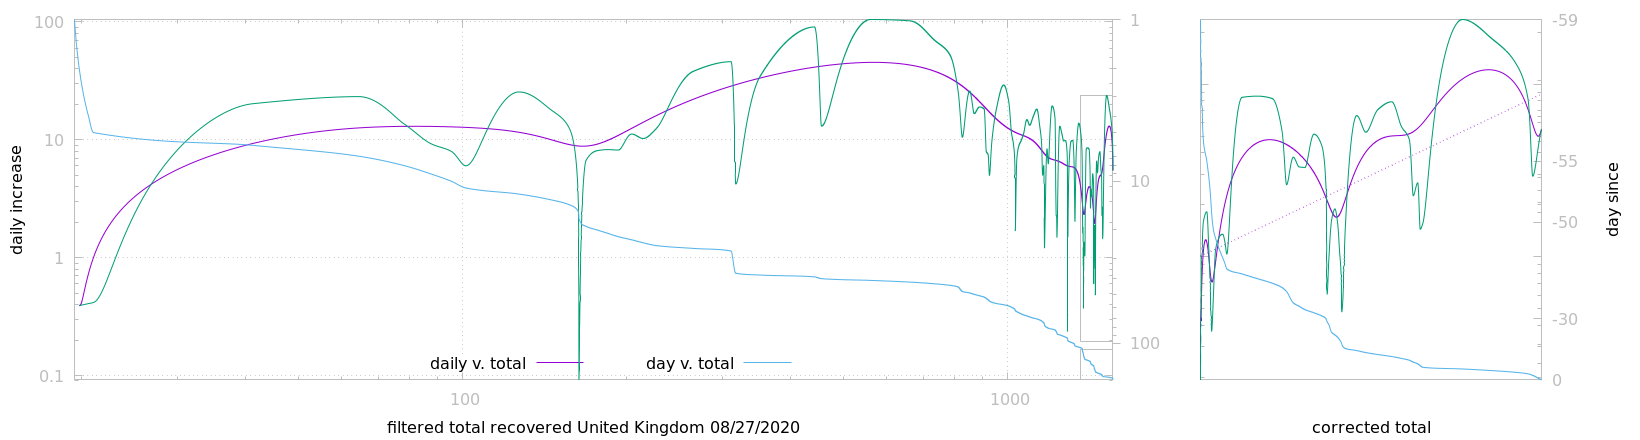 100
10
1
0.1
daily increase
daily v. total
day v. total
100
1000
1
10
100
filtered total recovered United Kingdom 08/27/2020
-59
-55
-50
-30
0
day since
corrected total